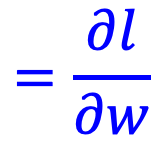 = ∂l/∂w